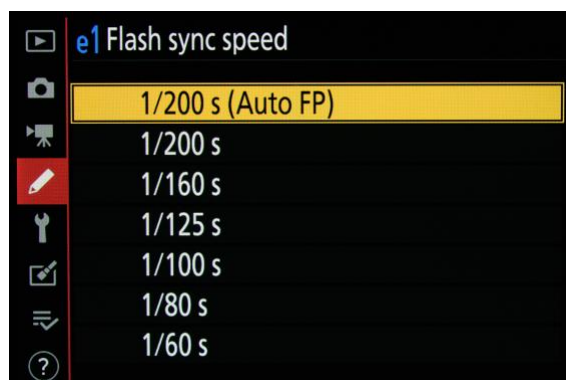 e1 Flash sync speed
1/200 s (Auto FP)
1/200 s
1/160 s
1/125 s
1/100 s
1/80 s
1/60 s
?